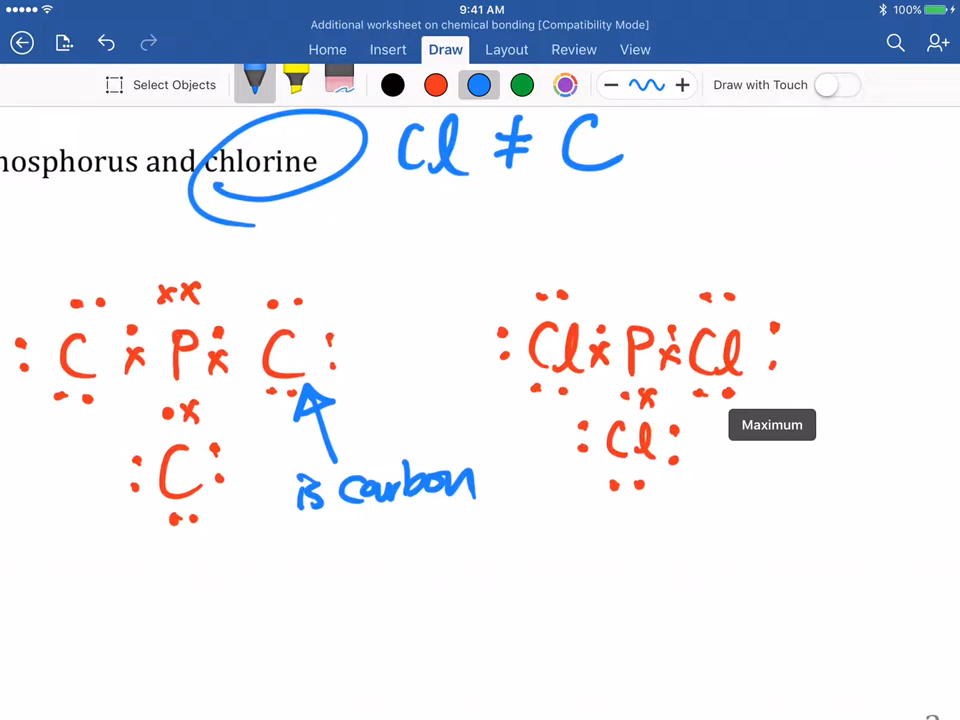 9:41 AM
100%
Additional worksheet on chemical bonding [Compatibility Mode]
Home Insert Draw Layout Review View
Select Objects
Draw with Touch
hosphorus and chlorine
Cl ≠ C
C P C
C
is carbon
Cl P Cl
Cl
Maximum